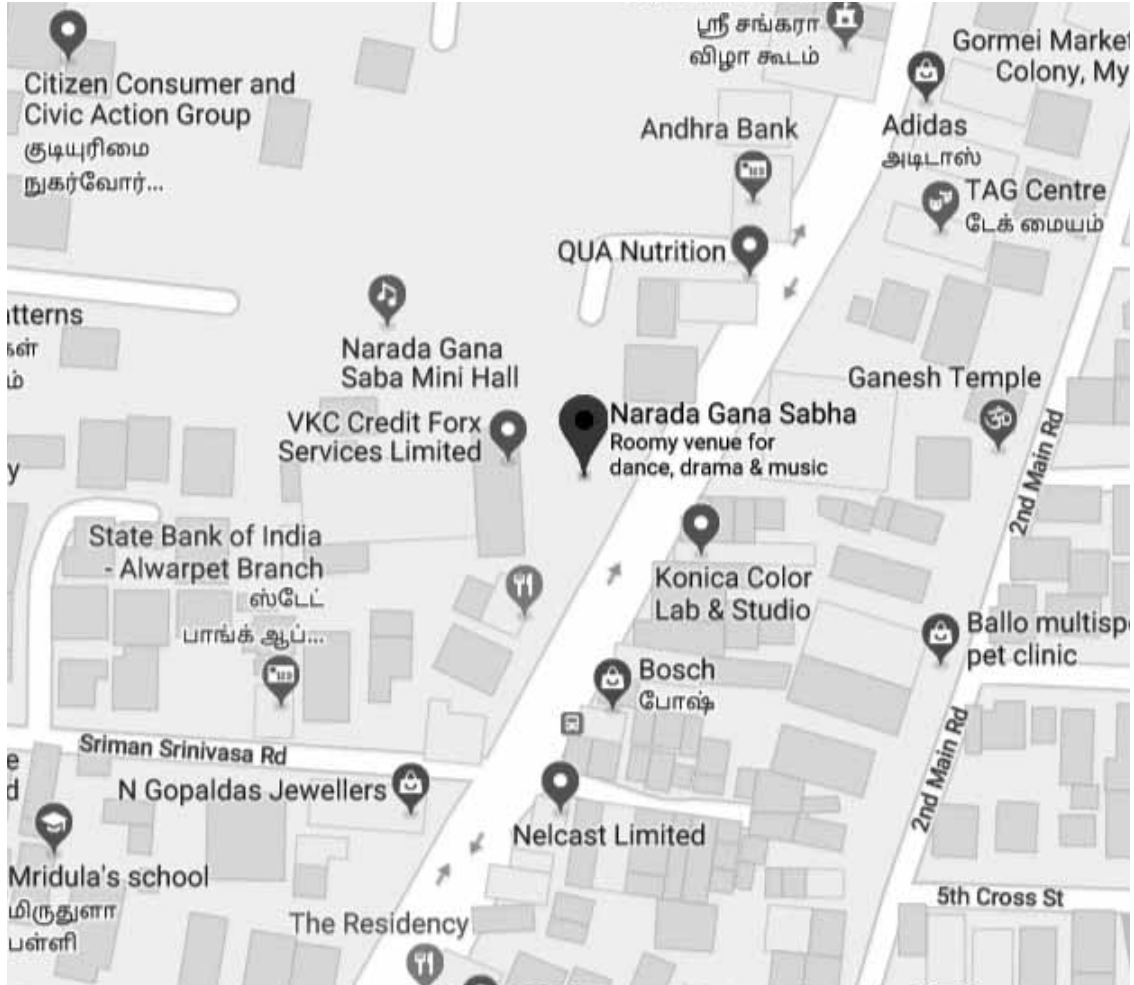 ஸ்ரீ சங்கரா
விழா கூடம்
Gormei Market
Colony, My
Citizen Consumer and
Civic Action Group
குடியுரிமை
நுகர்வோர்...
Andhra Bank
Adidas
அடிடாஸ்
TAG Centre
டேக் மையம்
QUA Nutrition
atterns
கள்
ம்
Narada Gana
Saba Mini Hall
Ganesh Temple
VKC Credit Forx
Services Limited
Narada Gana Sabha
Roomy venue for
dance, drama & music
y
2nd Main Rd
State Bank of India
- Alwarpet Branch
ஸ்டேட்
பாங்க் ஆப்...
Konica Color
Lab & Studio
Ballo multispe
pet clinic
Bosch
போஷ்
2nd Main Rd
Sriman Srinivasa Rd
e
d
N Gopaldas Jewellers
Nelcast Limited
Mridula's school
மிருதுளா
பள்ளி
5th Cross St
The Residency